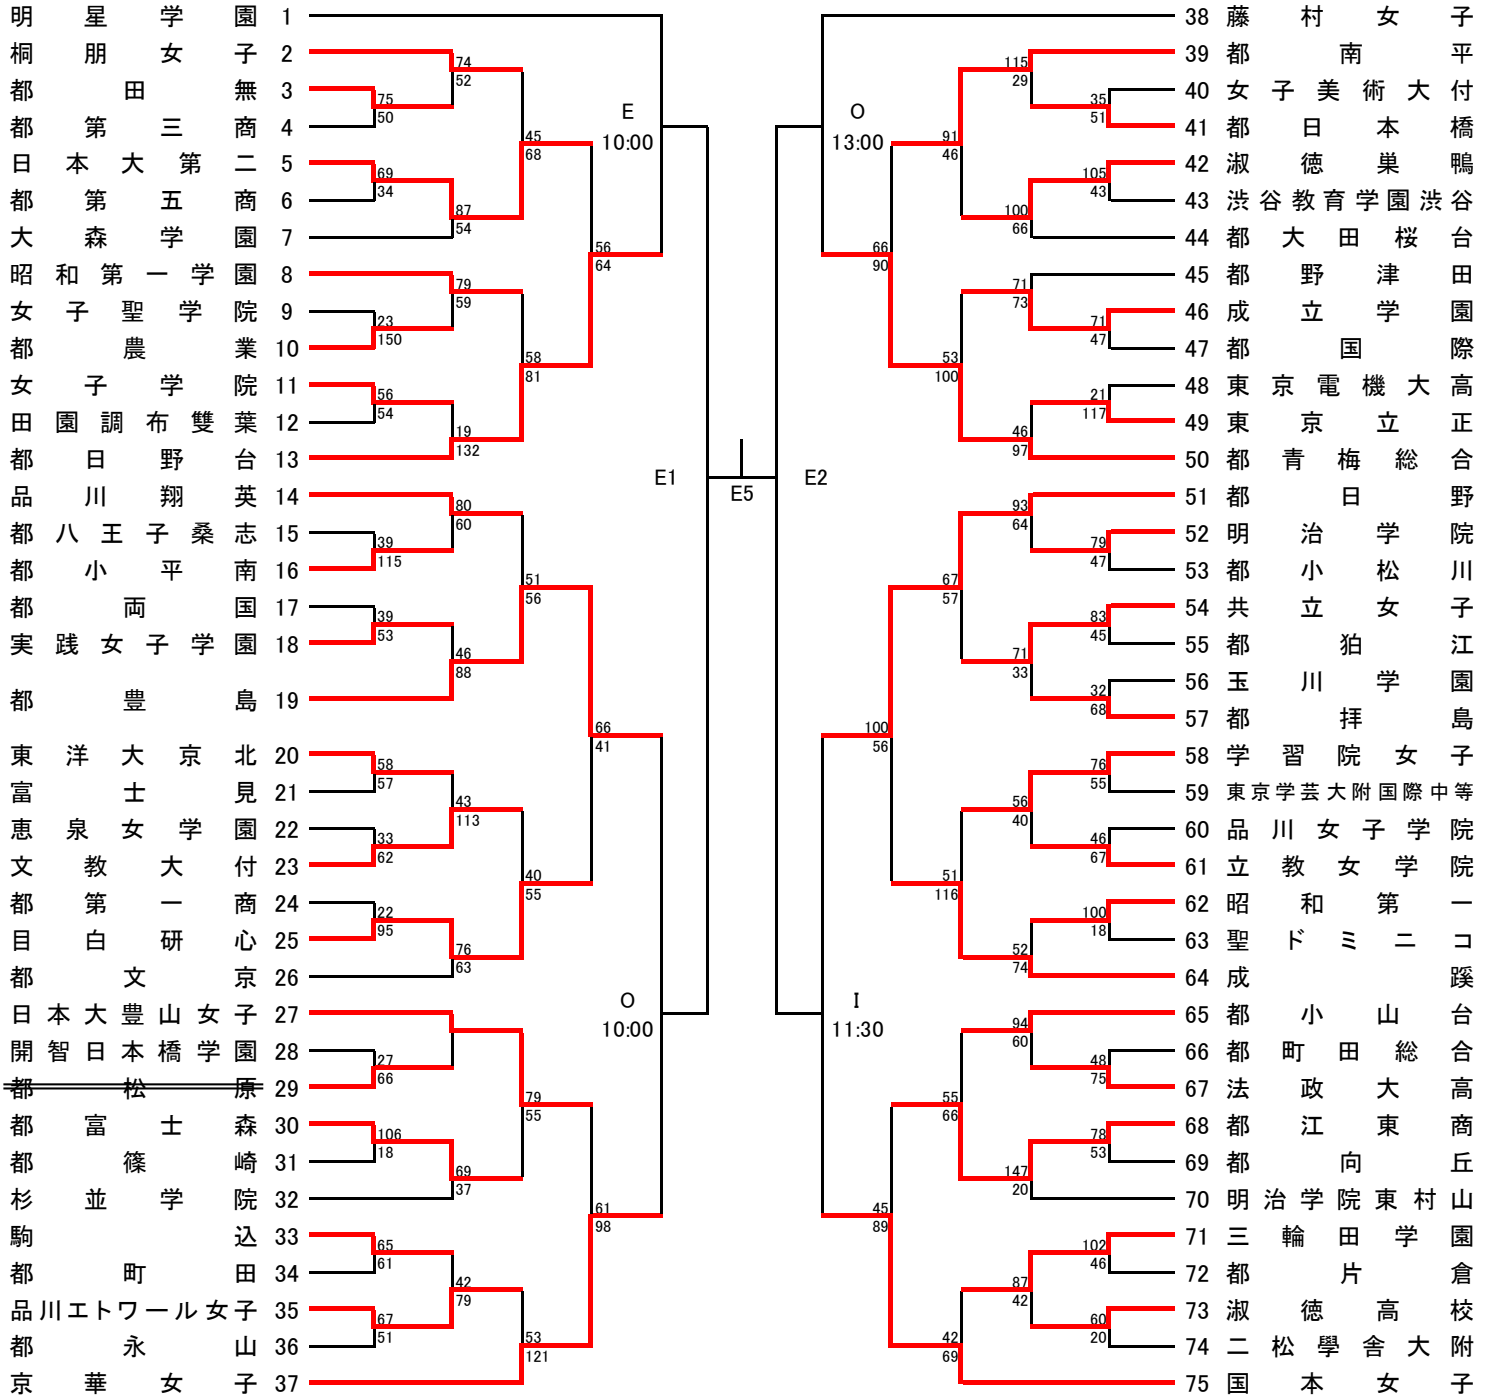 明星学園 1
桐朋女子 2
都田無 3
都第三商 4
日本大第二 5
都第五商 6
大森学園 7
昭和第一学園 8
女子聖学院 9
都農業 10
女子学院 11
田園調布雙葉 12
都日野台 13
品川翔英 14
都八王子桑志 15
都小平南 16
都両国 17
実践女子学園 18
都豊島 19
東洋大京北 20
富士見 21
恵泉女学園 22
文教大付 23
都第一商 24
目白研心 25
都文京 26
日本大豊山女子 27
開智日本橋学園 28
都松原 29
都富士森 30
都篠崎 31
杉並学院 32
駒込 33
都町田 34
品川エトワール女子 35
都永山 36
京華女子 37
75
50
69
34
23
150
56
54
39
115
39
53
58
57
33
62
22
95
27
66
106
18
65
61
67
51
74
52
87
54
79
59
19
132
80
60
46
88
43
113
76
63
69
37
42
79
45
68
58
81
51
56
40
55
79
55
53
121
56
64
66
41
61
98
E
10:00
O
10:00
E1
E5
E2
O
13:00
I
11:30
66
90
100
56
45
89
91
46
53
100
67
57
51
116
55
66
42
69
115
29
100
66
71
73
46
97
93
64
71
33
56
40
52
74
94
60
147
20
87
42
35
51
105
43
71
47
21
117
79
47
83
45
32
68
76
55
46
67
100
18
48
75
78
53
102
46
60
20
38 藤村女子
39 都南平
40 女子美術大付
41 都日本橋
42 淑徳巣鴨
43 渋谷教育学園渋谷
44 都大田桜台
45 都野津田
46 成立学園
47 都国際
48 東京電機大高
49 東京立正
50 都青梅総合
51 都日野
52 明治学院
53 都小松川
54 共立女子
55 都狛江
56 玉川学園
57 都拝島
58 学習院女子
59 東京学芸大附国際中等
60 品川女子学院
61 立教女学院
62 昭和第一
63 聖ドミニコ
64 成蹊
65 都小山台
66 都町田総合
67 法政大高
68 都江東商
69 都向丘
70 明治学院東村山
71 三輪田学園
72 都片倉
73 淑徳高校
74 二松學舎大附
75 国本女子